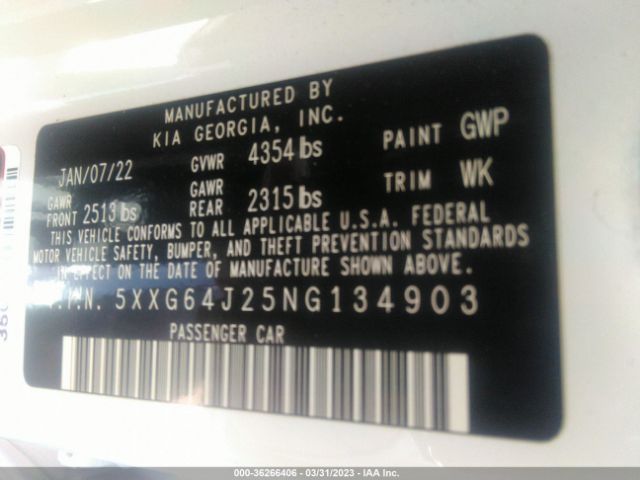 MANUFACTURED BY
KIA GEORGIA, INC.
JAN/07/22 GVWR 4354 lbs PAINT GWP
GAWR FRONT 2513 lbs GAWR REAR 2315 lbs TRIM WK
THIS VEHICLE CONFORMS TO ALL APPLICABLE U.S.A. FEDERAL
MOTOR VEHICLE SAFETY, BUMPER, AND THEFT PREVENTION STANDARDS
IN EFFECT ON THE DATE OF MANUFACTURE SHOWN ABOVE.
V.I.N. 5XXG64J25NG134903
PASSENGER CAR
000-36266406 - 03/31/2023 - IAA Inc.